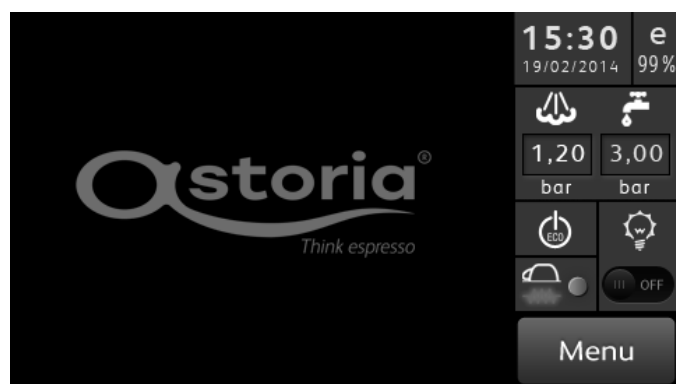 astoria®
Think espresso
15:30
19/02/2014
e
99%
1,20
bar
3,00
bar
ECO
OFF
Menu